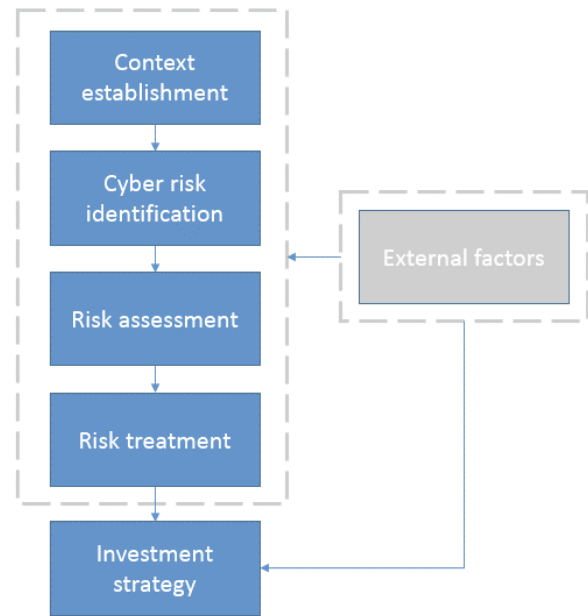 Context
establishment
Cyber risk
identification
External factors
Risk assessment
Risk treatment
Investment
strategy